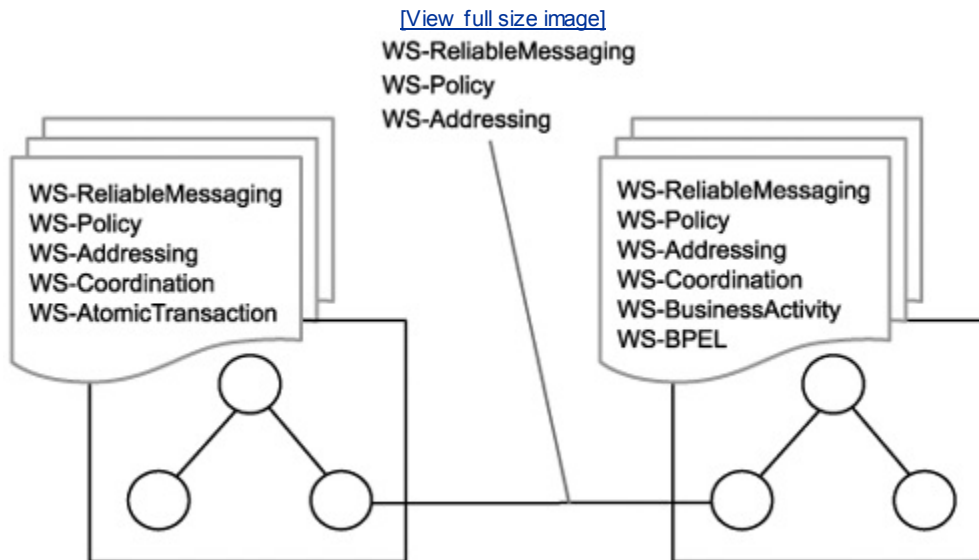 [View full size image]
WS-ReliableMessaging
WS-Policy
WS-Addressing
WS-ReliableMessaging
WS-Policy
WS-Addressing
WS-Coordination
WS-AtomicTransaction
WS-ReliableMessaging
WS-Policy
WS-Addressing
WS-Coordination
WS-BusinessActivity
WS-BPEL